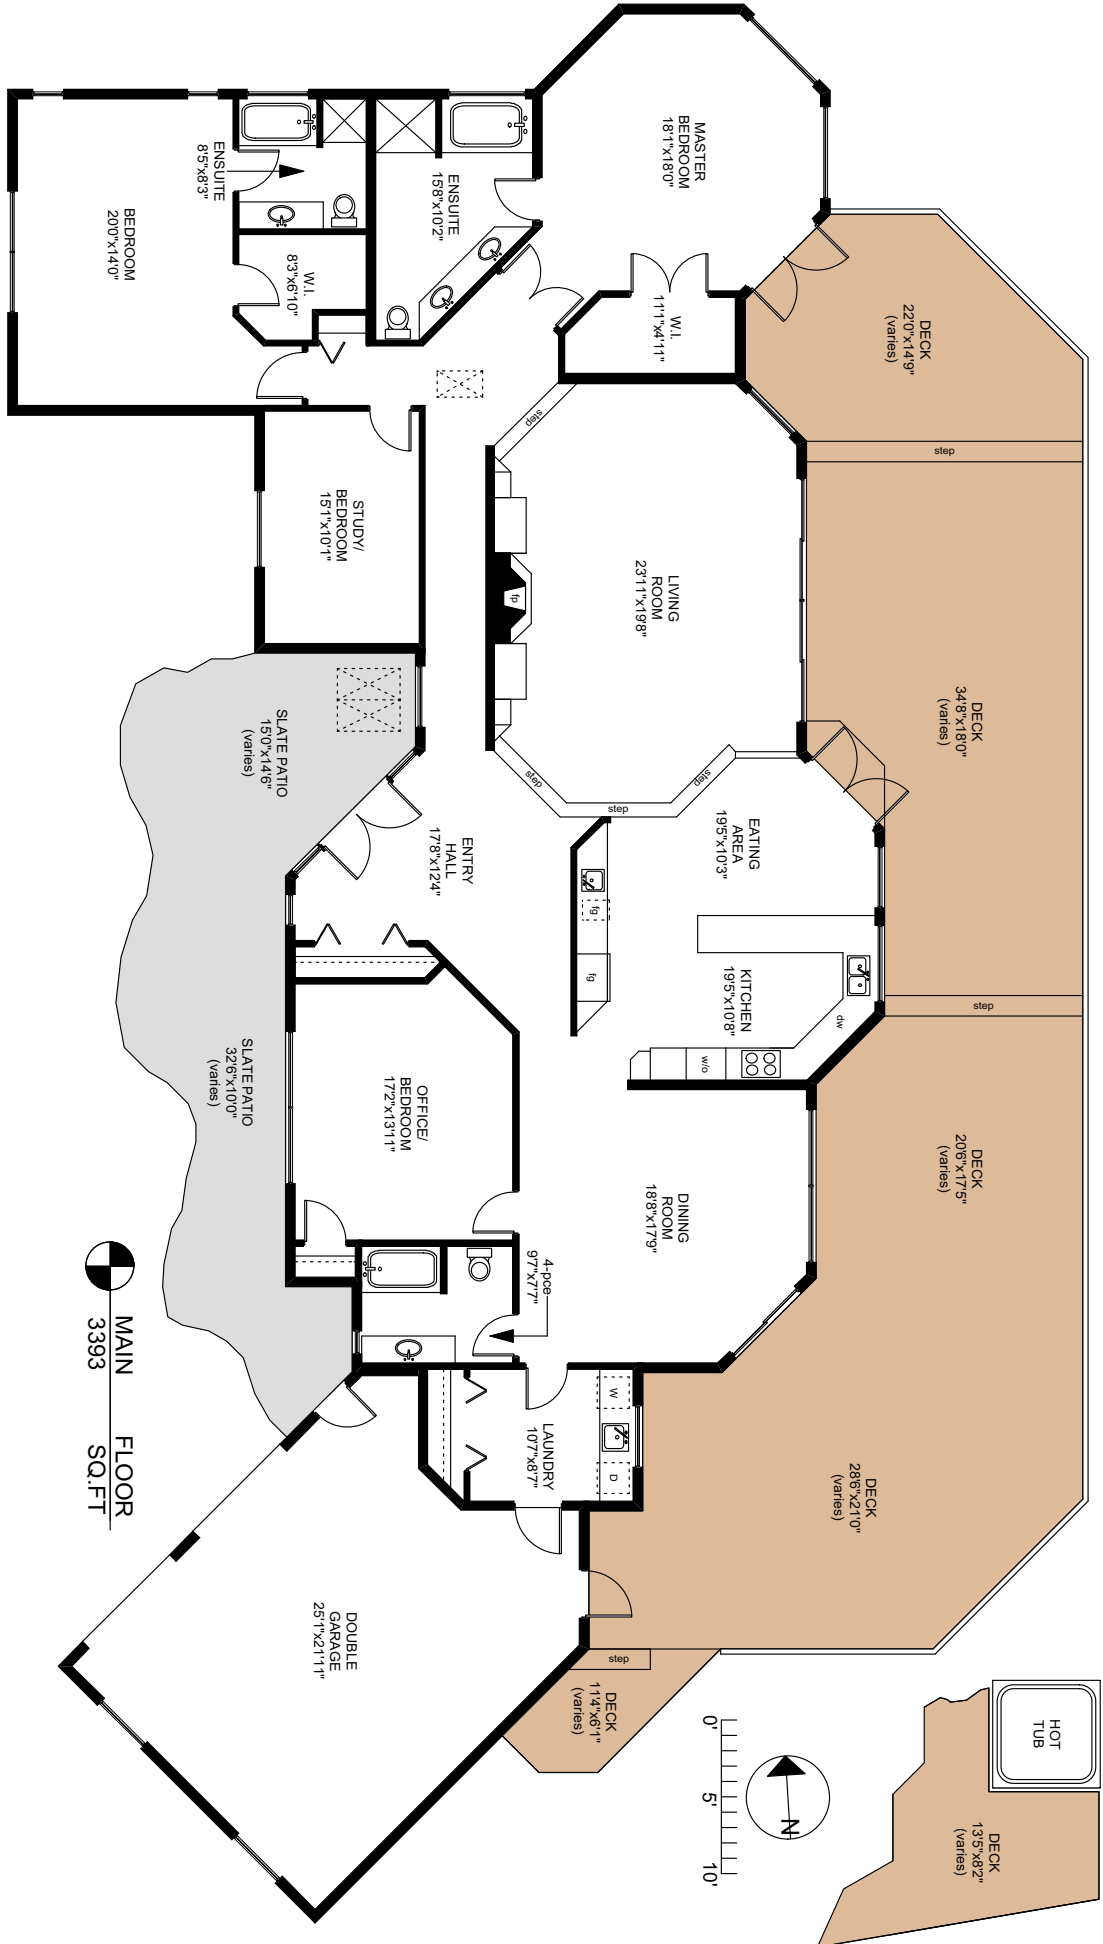 DECK
22'0"x14'9"
(varies)
step
DECK
34'8"x18'0"
(varies)
step
DECK
20'6"x17'5"
(varies)
DECK
28'6"x21'0"
(varies)
step
DECK
11'4"x6'1"
(varies)
HOT
TUB
DECK
13'5"x8'2"
(varies)
MASTER
BEDROOM
18'1"x18'0"
W.I.
11'1"x4'11"
ENSUITE
15'8"x10'2"
ENSUITE
8'5"x8'3"
W.I.
8'3"x6'10"
BEDROOM
20'0"x14'0"
STUDY/
BEDROOM
15'1"x10'1"
step
LIVING
ROOM
23'11"x19'8"
fp
step
step
step
EATING
AREA
19'5"x10'3"
fg
fg
KITCHEN
19'5"x10'8"
dw
w/o
ENTRY
HALL
17'8"x12'4"
DINING
ROOM
18'8"x17'9"
OFFICE/
BEDROOM
17'2"x13'11"
4-pce
9'7"x7'7"
W
D
LAUNDRY
10'7"x8'7"
DOUBLE
GARAGE
25'1"x21'11"
SLATE PATIO
15'0"x14'6"
(varies)
SLATE PATIO
32'6"x10'0"
(varies)
MAIN FLOOR
3393 SQ.FT
N
0' 5' 10'